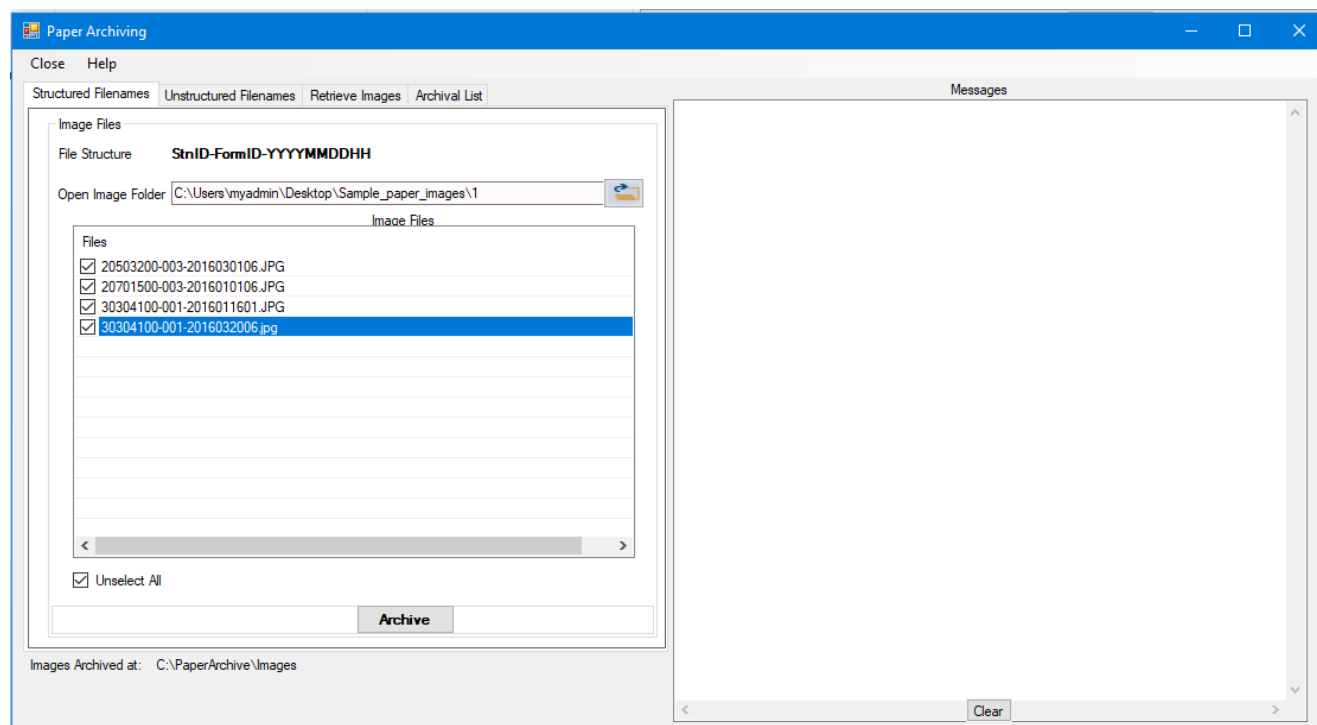 Paper Archiving
Close Help
Structured Filenames Unstructured Filenames Retrieve Images Archival List
Messages
Image Files
File Structure StnID-FormID-YYYYMMDDHH
Open Image Folder C:\Users\myadmin\Desktop\Sample_paper_images\1
Image Files
Files
20503200-003-2016030106.JPG
20701500-003-2016010106.JPG
30304100-001-2016011601.JPG
30304100-001-2016032006.jpg
Unselect All
Archive
Images Archived at: C:\PaperArchive\Images
Clear